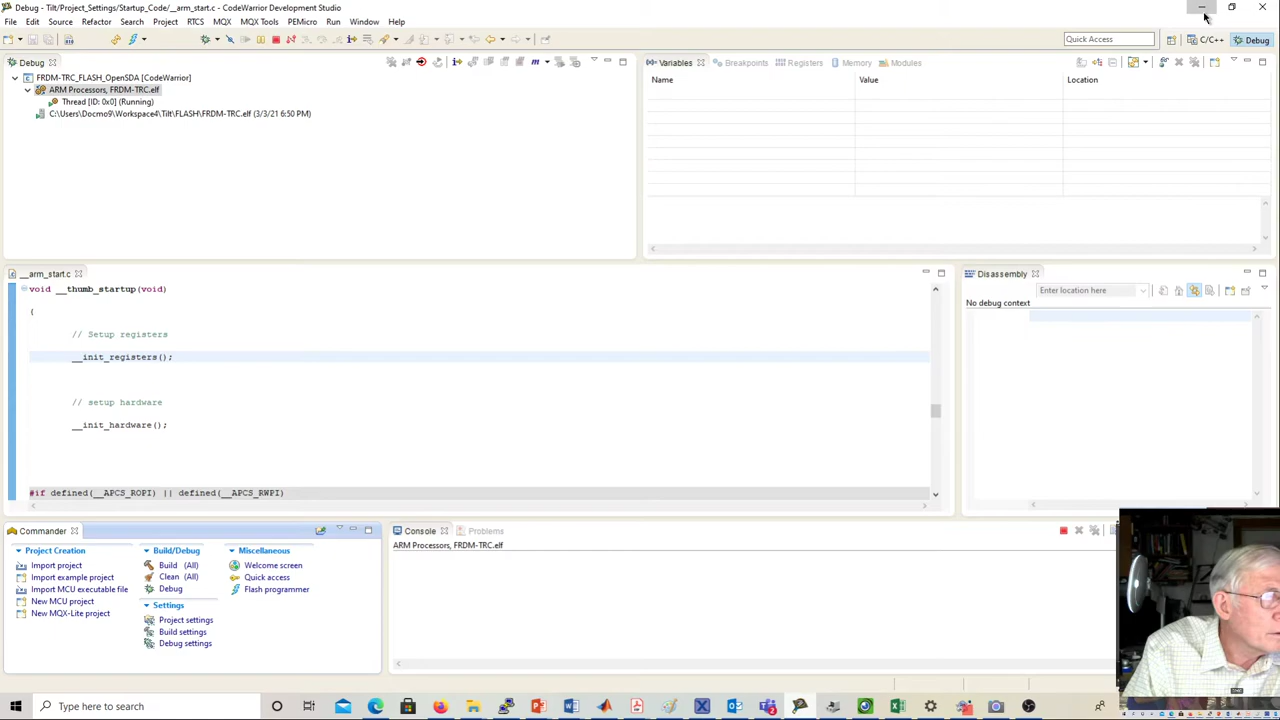 Debug - Tilt/Project_Settings/Startup_Code/__arm_start.c - CodeWarrior Development Studio
File Edit Source Refactor Search Project RTCS MQX MQX Tools PEMicro Run Window Help
Quick Access C/C++ Debug
Debug
FRDM-TRC_FLASH_OpenSDA [CodeWarrior]
ARM Processors, FRDM-TRC.elf
Thread [ID: 0x0] (Running)
C:\Users\Docmo9\Workspace4\Tilt\FLASH\FRDM-TRC.elf (3/3/21 6:50 PM)
Variables Breakpoints Registers Memory Modules
Name Value Location
__arm_start.c
void __thumb_startup(void)
{
// Setup registers
__init_registers();
// setup hardware
__init_hardware();
#if defined(__APCS_ROPI) || defined(__APCS_RWPI)
Disassembly
Enter location here
No debug context
Commander
Project Creation
Import project
Import example project
Import MCU executable file
New MCU project
New MQX-Lite project
Build/Debug
Build (All)
Clean (All)
Debug
Settings
Project settings
Build settings
Debug settings
Miscellaneous
Welcome screen
Quick access
Flash programmer
Console Problems
ARM Processors, FRDM-TRC.elf
Type here to search